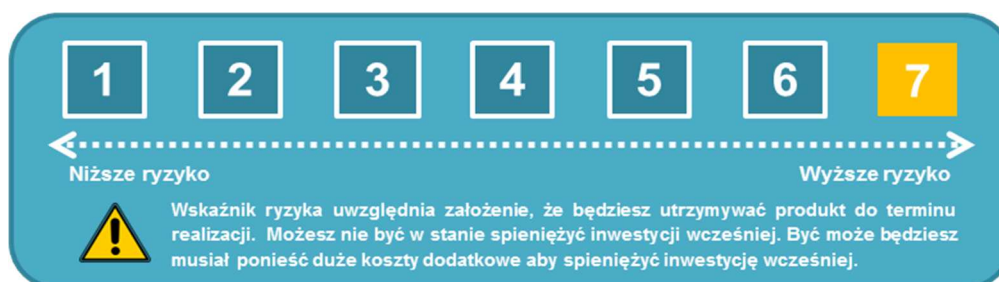 1 2 3 4 5 6 7
Niższe ryzyko Wyższe ryzyko
Wskaźnik ryzyka uwzględnia założenie, że będziesz utrzymywać produkt do terminu
realizacji. Możesz nie być w stanie spieniężyć inwestycji wcześniej. Być może będziesz
musiał ponieść duże koszty dodatkowe aby spieniężyć inwestycję wcześniej.